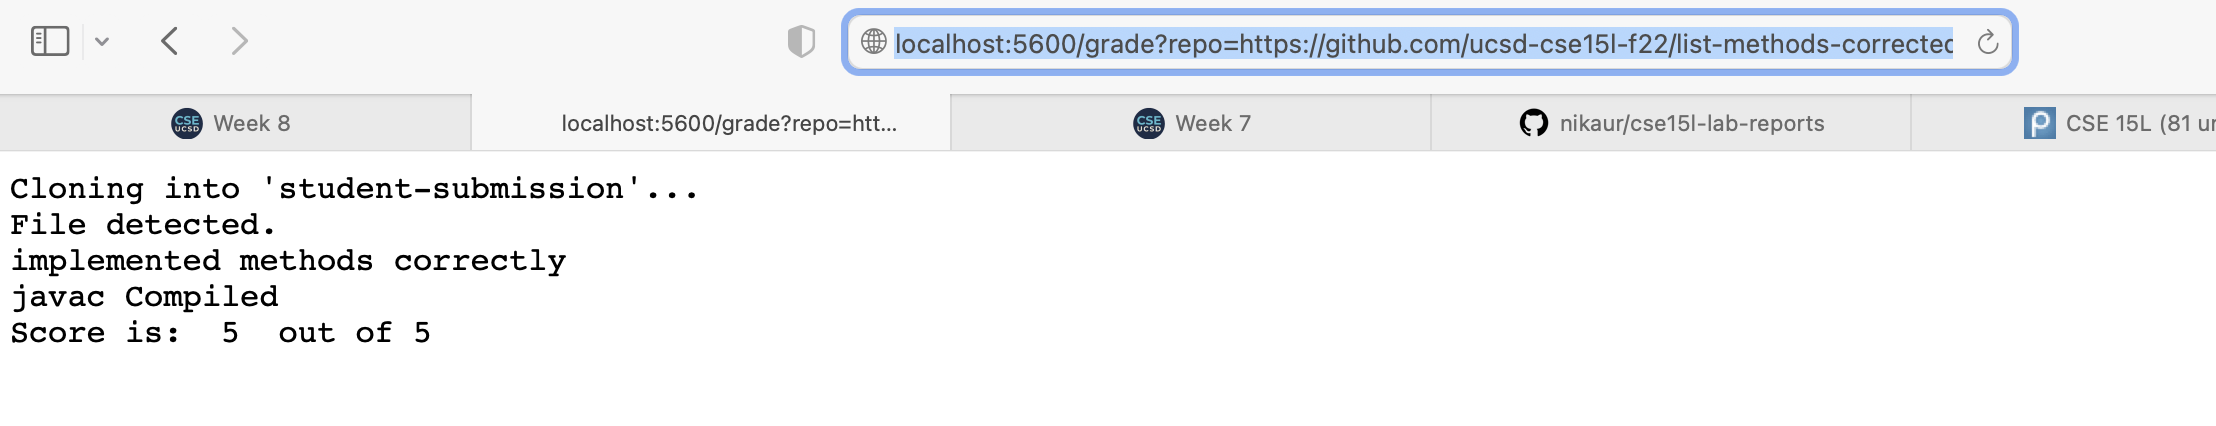 localhost:5600/grade?repo=https://github.com/ucsd-cse15l-f22/list-methods-corrected
CSE UCSD Week 8
localhost:5600/grade?repo=htt...
CSE UCSD Week 7
nikaur/cse15l-lab-reports
CSE 15L (81 ur
Cloning into 'student-submission'...
File detected.
implemented methods correctly
javac Compiled
Score is:  5  out of 5